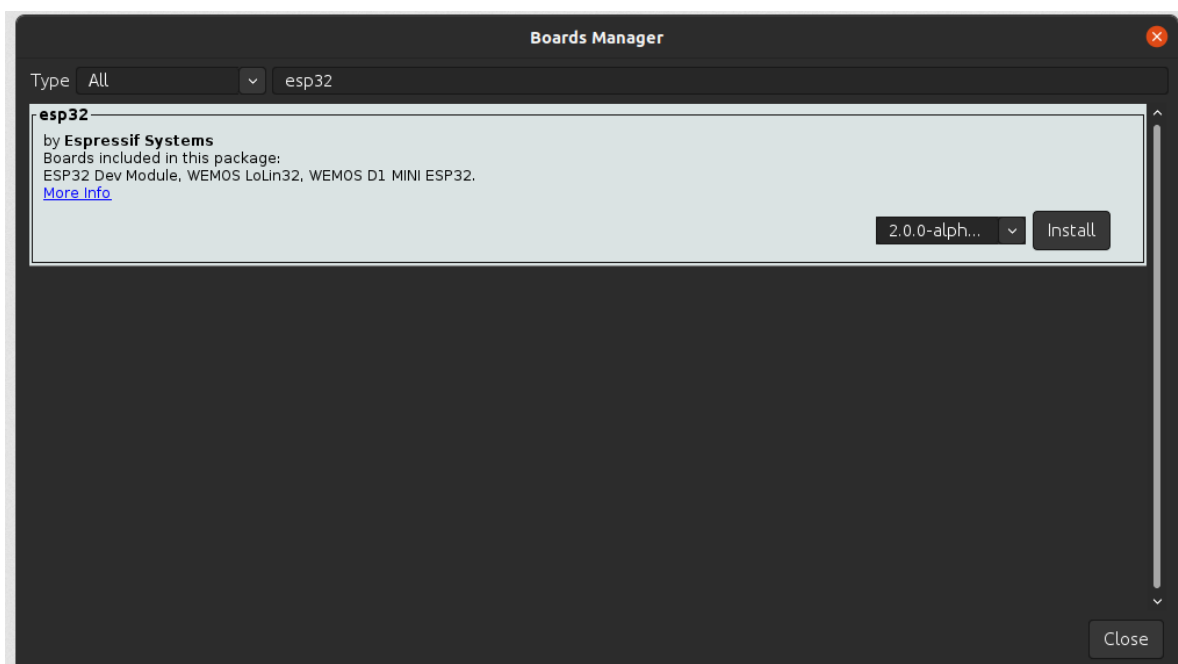 Boards Manager
Type All esp32
esp32
by Espressif Systems
Boards included in this package:
ESP32 Dev Module, WEMOS LoLin32, WEMOS D1 MINI ESP32.
More Info
2.0.0-alph... Install
Close